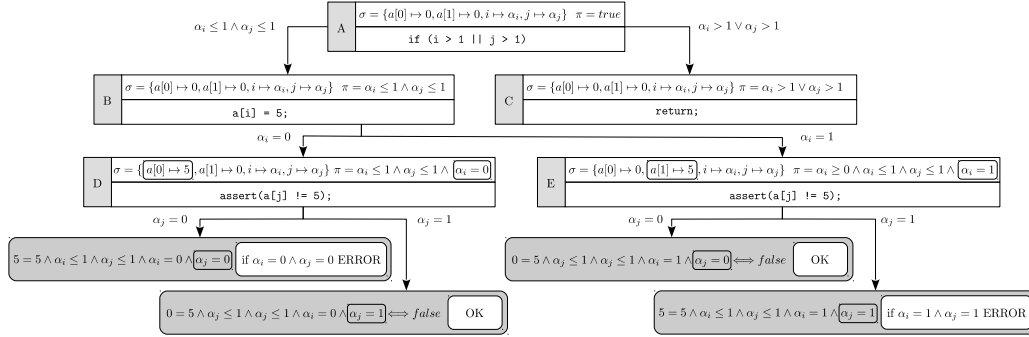 α_i ≤ 1 ∧ α_j ≤ 1
A
σ = {a[0] ↦ 0, a[1] ↦ 0, i ↦ α_i, j ↦ α_j} π = true
if (i > 1 || j > 1)
α_i > 1 ∨ α_j > 1
B
σ = {a[0] ↦ 0, a[1] ↦ 0, i ↦ α_i, j ↦ α_j} π = α_i ≤ 1 ∧ α_j ≤ 1
a[i] = 5;
C
σ = {a[0] ↦ 0, a[1] ↦ 0, i ↦ α_i, j ↦ α_j} π = α_i > 1 ∨ α_j > 1
return;
α_i = 0
α_i = 1
D
σ = {a[0] ↦ 5, a[1] ↦ 0, i ↦ α_i, j ↦ α_j} π = α_i ≤ 1 ∧ α_j ≤ 1 ∧ α_i = 0
assert(a[j] != 5);
E
σ = {a[0] ↦ 0, a[1] ↦ 5, i ↦ α_i, j ↦ α_j} π = α_i ≥ 0 ∧ α_i ≤ 1 ∧ α_j ≤ 1 ∧ α_i = 1
assert(a[j] != 5);
α_j = 0
α_j = 1
α_j = 0
α_j = 1
5 = 5 ∧ α_i ≤ 1 ∧ α_j ≤ 1 ∧ α_i = 0 ∧ α_j = 0 if α_i = 0 ∧ α_j = 0 ERROR
0 = 5 ∧ α_j ≤ 1 ∧ α_j ≤ 1 ∧ α_i = 1 ∧ α_j = 0 ⟺ false OK
0 = 5 ∧ α_j ≤ 1 ∧ α_j ≤ 1 ∧ α_i = 0 ∧ α_j = 1 ⟺ false OK
5 = 5 ∧ α_i ≤ 1 ∧ α_j ≤ 1 ∧ α_i = 1 ∧ α_j = 1 if α_i = 1 ∧ α_j = 1 ERROR